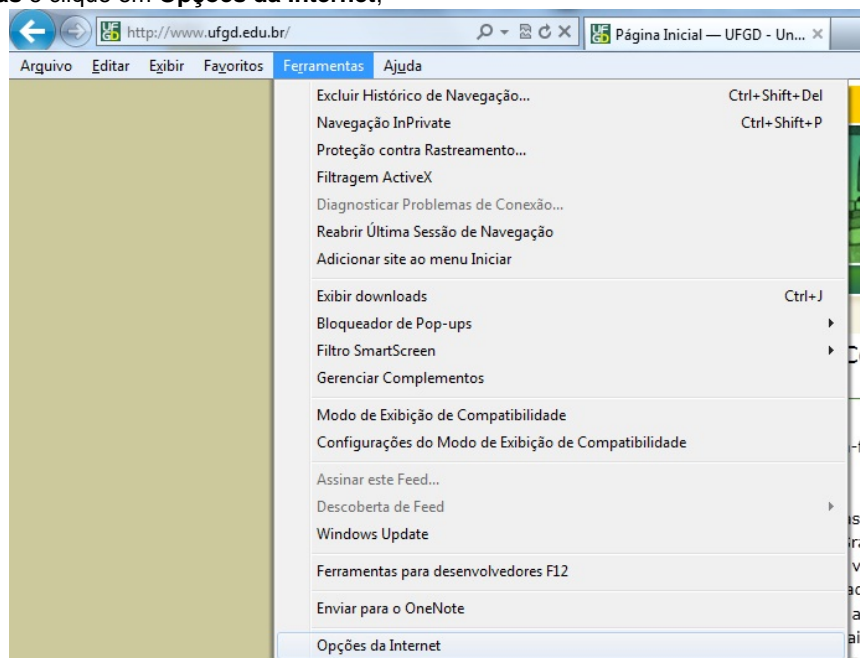 e clique em Opções da Internet;
http://www.ufgd.edu.br/
Página Inicial — UFGD - Un...
Arquivo Editar Exibir Favoritos Ferramentas Ajuda
Excluir Histórico de Navegação... Ctrl+Shift+Del
Navegação InPrivate Ctrl+Shift+P
Proteção contra Rastreamento...
Filtragem ActiveX
Diagnosticar Problemas de Conexão...
Reabrir Última Sessão de Navegação
Adicionar site ao menu Iniciar
Exibir downloads Ctrl+J
Bloqueador de Pop-ups
Filtro SmartScreen
Gerenciar Complementos
Modo de Exibição de Compatibilidade
Configurações do Modo de Exibição de Compatibilidade
Assinar este Feed...
Descoberta de Feed
Windows Update
Ferramentas para desenvolvedores F12
Enviar para o OneNote
Opções da Internet